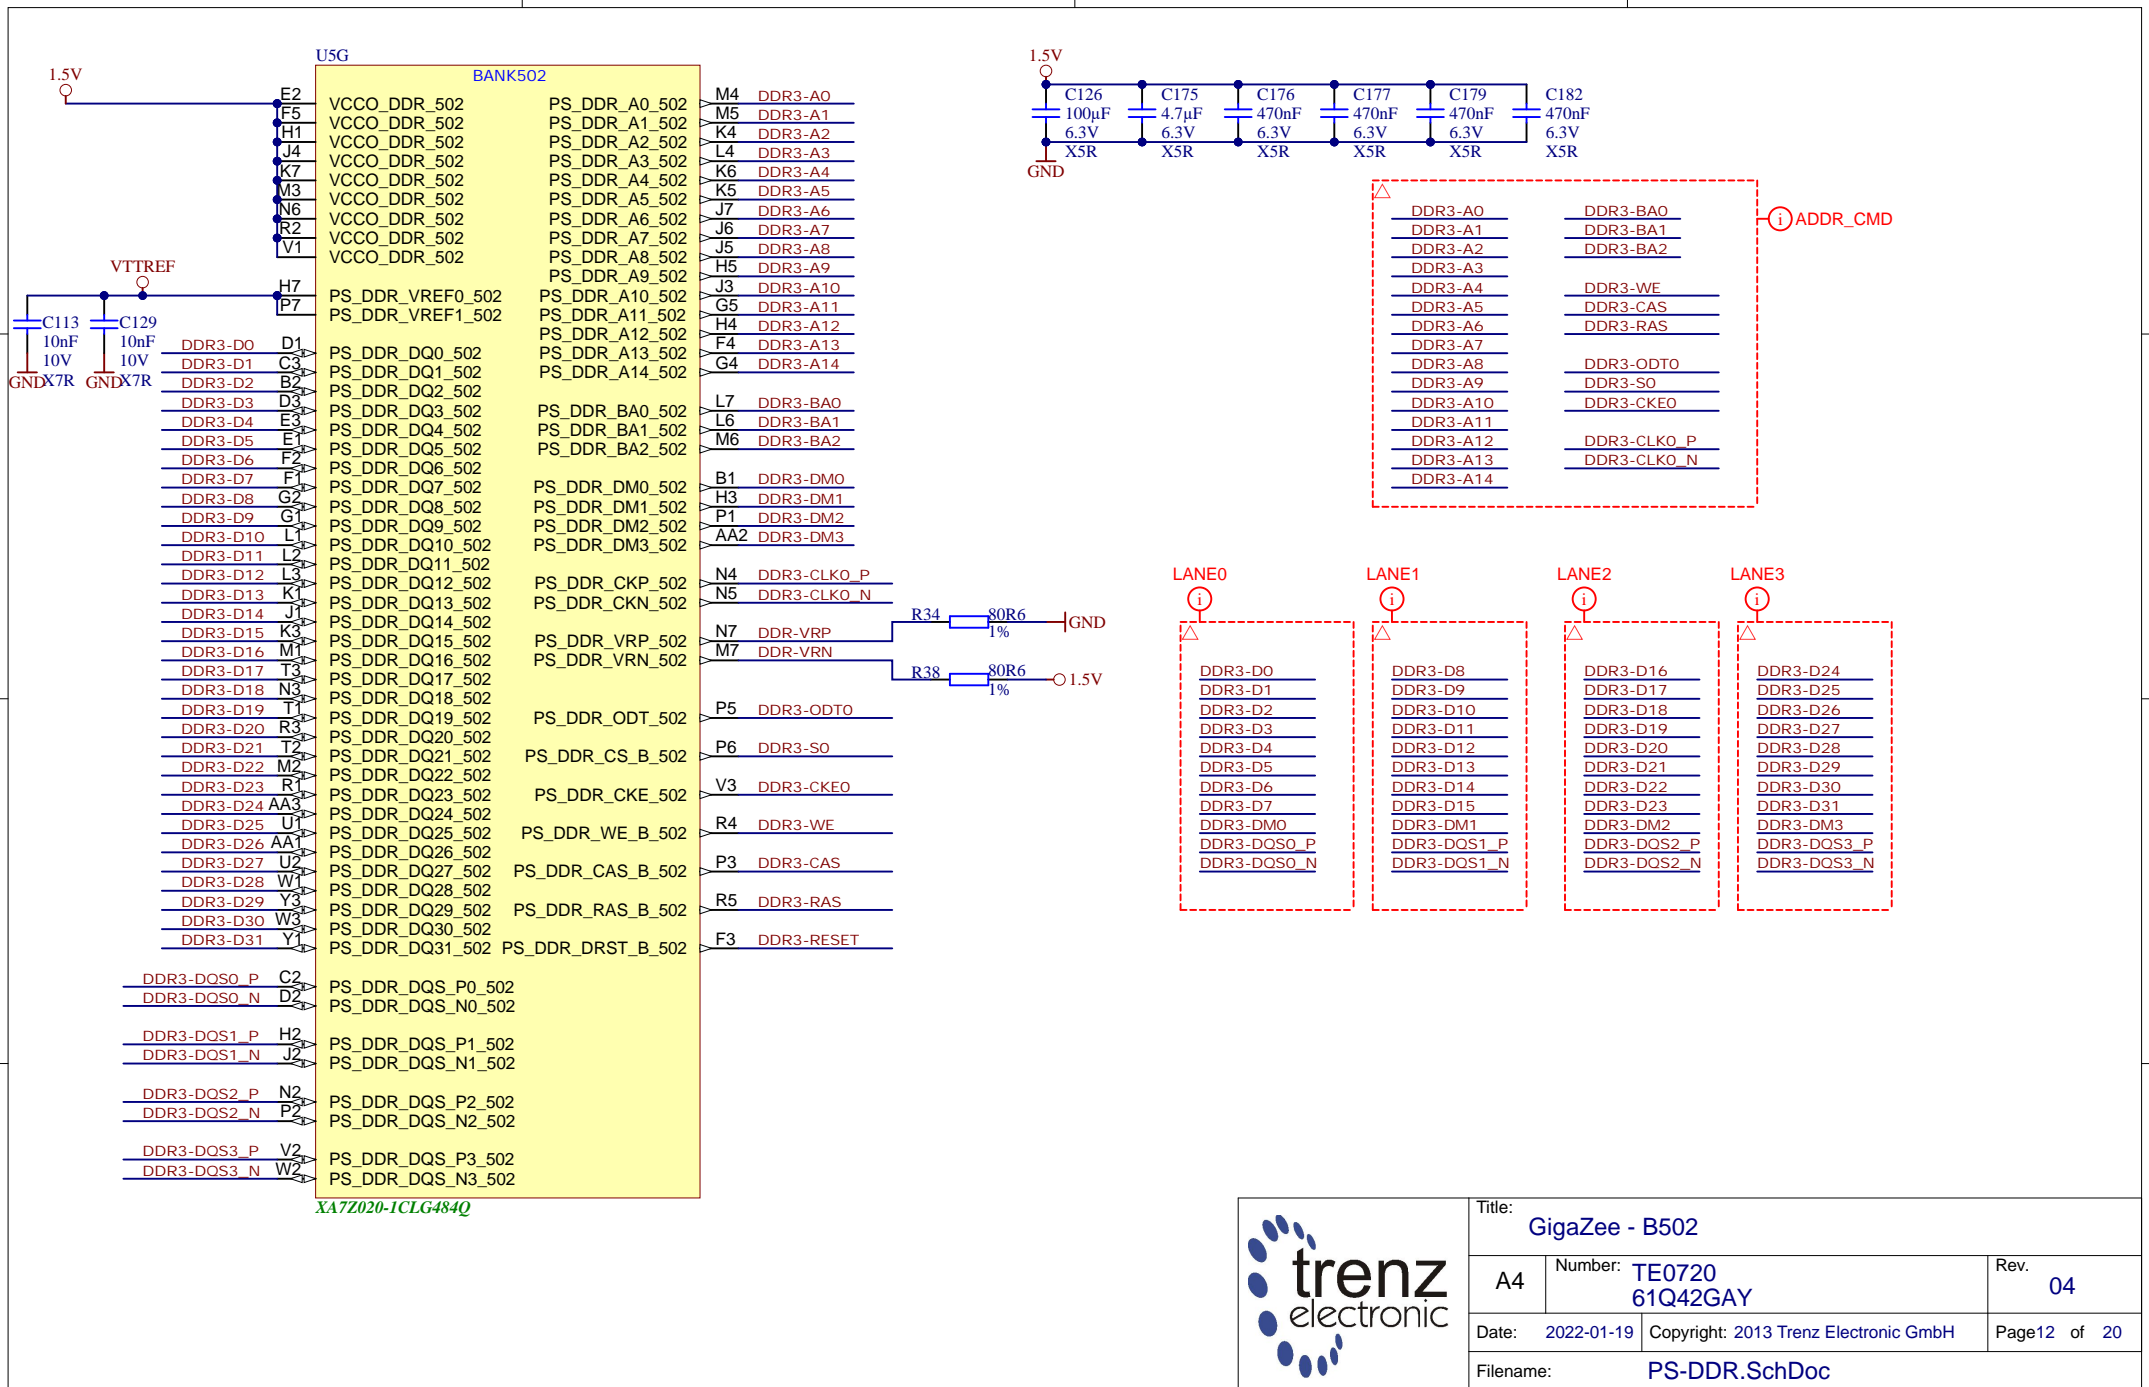 U5G
BANK502
1.5V
E2 VCCO_DDR_502
F5 VCCO_DDR_502
H1 VCCO_DDR_502
J4 VCCO_DDR_502
K7 VCCO_DDR_502
M3 VCCO_DDR_502
N6 VCCO_DDR_502
R2 VCCO_DDR_502
V1 VCCO_DDR_502
VTTREF
H7 PS_DDR_VREF0_502
P7 PS_DDR_VREF1_502
C113
10nF
10V
X7R
GND
C129
10nF
10V
X7R
GND
DDR3-D0 D1 PS_DDR_DQ0_502
DDR3-D1 C3 PS_DDR_DQ1_502
DDR3-D2 B2 PS_DDR_DQ2_502
DDR3-D3 D3 PS_DDR_DQ3_502
DDR3-D4 E3 PS_DDR_DQ4_502
DDR3-D5 E1 PS_DDR_DQ5_502
DDR3-D6 F2 PS_DDR_DQ6_502
DDR3-D7 F1 PS_DDR_DQ7_502
DDR3-D8 G2 PS_DDR_DQ8_502
DDR3-D9 G1 PS_DDR_DQ9_502
DDR3-D10 L1 PS_DDR_DQ10_502
DDR3-D11 L2 PS_DDR_DQ11_502
DDR3-D12 L3 PS_DDR_DQ12_502
DDR3-D13 K1 PS_DDR_DQ13_502
DDR3-D14 J1 PS_DDR_DQ14_502
DDR3-D15 K3 PS_DDR_DQ15_502
DDR3-D16 M1 PS_DDR_DQ16_502
DDR3-D17 T3 PS_DDR_DQ17_502
DDR3-D18 N3 PS_DDR_DQ18_502
DDR3-D19 T1 PS_DDR_DQ19_502
DDR3-D20 R3 PS_DDR_DQ20_502
DDR3-D21 T2 PS_DDR_DQ21_502
DDR3-D22 M2 PS_DDR_DQ22_502
DDR3-D23 R1 PS_DDR_DQ23_502
DDR3-D24 AA3 PS_DDR_DQ24_502
DDR3-D25 U1 PS_DDR_DQ25_502
DDR3-D26 AA1 PS_DDR_DQ26_502
DDR3-D27 U2 PS_DDR_DQ27_502
DDR3-D28 W1 PS_DDR_DQ28_502
DDR3-D29 Y3 PS_DDR_DQ29_502
DDR3-D30 W3 PS_DDR_DQ30_502
DDR3-D31 Y1 PS_DDR_DQ31_502
DDR3-DQS0_P C2 PS_DDR_DQS_P0_502
DDR3-DQS0_N D2 PS_DDR_DQS_N0_502
DDR3-DQS1_P H2 PS_DDR_DQS_P1_502
DDR3-DQS1_N J2 PS_DDR_DQS_N1_502
DDR3-DQS2_P N2 PS_DDR_DQS_P2_502
DDR3-DQS2_N P2 PS_DDR_DQS_N2_502
DDR3-DQS3_P V2 PS_DDR_DQS_P3_502
DDR3-DQS3_N W2 PS_DDR_DQS_N3_502
XA7Z020-1CLG484Q
PS_DDR_A0_502 M4 DDR3-A0
PS_DDR_A1_502 M5 DDR3-A1
PS_DDR_A2_502 K4 DDR3-A2
PS_DDR_A3_502 L4 DDR3-A3
PS_DDR_A4_502 K6 DDR3-A4
PS_DDR_A5_502 K5 DDR3-A5
PS_DDR_A6_502 J7 DDR3-A6
PS_DDR_A7_502 J6 DDR3-A7
PS_DDR_A8_502 J5 DDR3-A8
PS_DDR_A9_502 H5 DDR3-A9
PS_DDR_A10_502 J3 DDR3-A10
PS_DDR_A11_502 G5 DDR3-A11
PS_DDR_A12_502 H4 DDR3-A12
PS_DDR_A13_502 F4 DDR3-A13
PS_DDR_A14_502 G4 DDR3-A14
PS_DDR_BA0_502 L7 DDR3-BA0
PS_DDR_BA1_502 L6 DDR3-BA1
PS_DDR_BA2_502 M6 DDR3-BA2
PS_DDR_DM0_502 B1 DDR3-DM0
PS_DDR_DM1_502 H3 DDR3-DM1
PS_DDR_DM2_502 P1 DDR3-DM2
PS_DDR_DM3_502 AA2 DDR3-DM3
PS_DDR_CKP_502 N4 DDR3-CLK0_P
PS_DDR_CKN_502 N5 DDR3-CLK0_N
PS_DDR_VRP_502 N7 DDR-VRP
PS_DDR_VRN_502 M7 DDR-VRN
R34 80R6 1% GND
R38 80R6 1% 1.5V
PS_DDR_ODT_502 P5 DDR3-ODT0
PS_DDR_CS_B_502 P6 DDR3-S0
PS_DDR_CKE_502 V3 DDR3-CKE0
PS_DDR_WE_B_502 R4 DDR3-WE
PS_DDR_CAS_B_502 P3 DDR3-CAS
PS_DDR_RAS_B_502 R5 DDR3-RAS
PS_DDR_DRST_B_502 F3 DDR3-RESET
1.5V
C126 C175 C176 C177 C179 C182
100µF 4.7µF 470nF 470nF 470nF 470nF
6.3V 6.3V 6.3V 6.3V 6.3V 6.3V
X5R X5R X5R X5R X5R X5R
GND
i ADDR_CMD
DDR3-A0 DDR3-BA0
DDR3-A1 DDR3-BA1
DDR3-A2 DDR3-BA2
DDR3-A3
DDR3-A4 DDR3-WE
DDR3-A5 DDR3-CAS
DDR3-A6 DDR3-RAS
DDR3-A7
DDR3-A8 DDR3-ODT0
DDR3-A9 DDR3-S0
DDR3-A10 DDR3-CKE0
DDR3-A11
DDR3-A12 DDR3-CLK0_P
DDR3-A13 DDR3-CLK0_N
DDR3-A14
LANE0 LANE1 LANE2 LANE3
i i i i
DDR3-D0 DDR3-D8 DDR3-D16 DDR3-D24
DDR3-D1 DDR3-D9 DDR3-D17 DDR3-D25
DDR3-D2 DDR3-D10 DDR3-D18 DDR3-D26
DDR3-D3 DDR3-D11 DDR3-D19 DDR3-D27
DDR3-D4 DDR3-D12 DDR3-D20 DDR3-D28
DDR3-D5 DDR3-D13 DDR3-D21 DDR3-D29
DDR3-D6 DDR3-D14 DDR3-D22 DDR3-D30
DDR3-D7 DDR3-D15 DDR3-D23 DDR3-D31
DDR3-DM0 DDR3-DM1 DDR3-DM2 DDR3-DM3
DDR3-DQS0_P DDR3-DQS1_P DDR3-DQS2_P DDR3-DQS3_P
DDR3-DQS0_N DDR3-DQS1_N DDR3-DQS2_N DDR3-DQS3_N
trenz
electronic
Title:
GigaZee - B502
A4
Number: TE0720
61Q42GAY
Rev.
04
Date: 2022-01-19 Copyright: 2013 Trenz Electronic GmbH Page12 of 20
Filename: PS-DDR.SchDoc